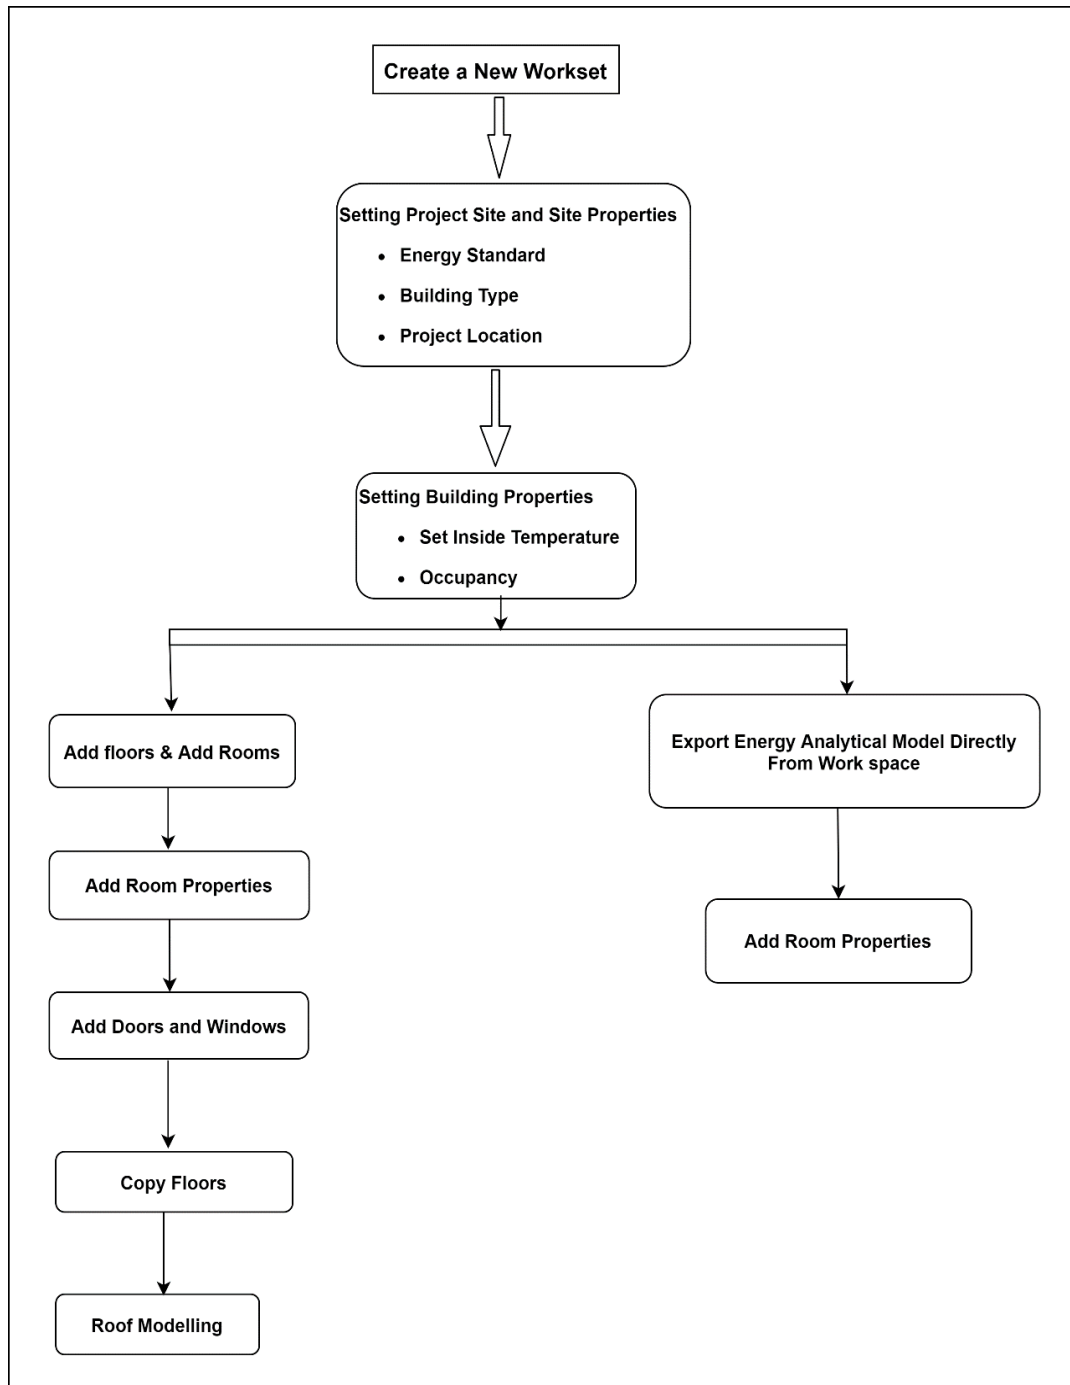 Create a New Workset
Setting Project Site and Site Properties
• Energy Standard
• Building Type
• Project Location
Setting Building Properties
• Set Inside Temperature
• Occupancy
Add floors & Add Rooms
Add Room Properties
Add Doors and Windows
Copy Floors
Roof Modelling
Export Energy Analytical Model Directly
From Work space
Add Room Properties